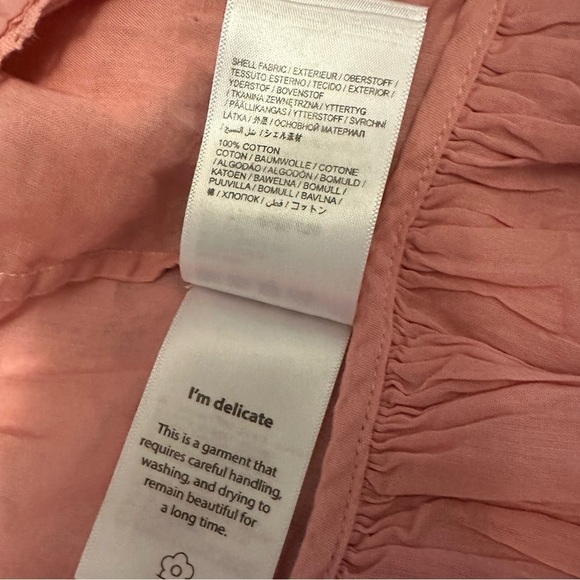 SHELL FABRIC / EXTERIEUR / OBERSTOFF /
TESSUTO ESTERNO / TECIDO / EXTERIOR /
YDERSTOF / BOVENSTOF
/ TKANINA ZEWNĘTRZNA / YTTERTYG
/ PÄÄLLIKANGAS / YTTERSTOFF / SVRCHNÍ
LÁTKA / 外层 / ОСНОВНОЙ МАТЕРИАЛ
/ シェル素材
100% COTTON
COTON / BAUMWOLLE / COTONE
/ ALGODÃO / ALGODÓN / BOMULD /
KATOEN / BAWEŁNA / BOMULL /
PUUVILLA / BOMULL / BAVLNA /
棉 / ХЛОПОК / قطن / コットン
I'm delicate
This is a garment that
requires careful handling,
washing, and drying to
remain beautiful for
a long time.